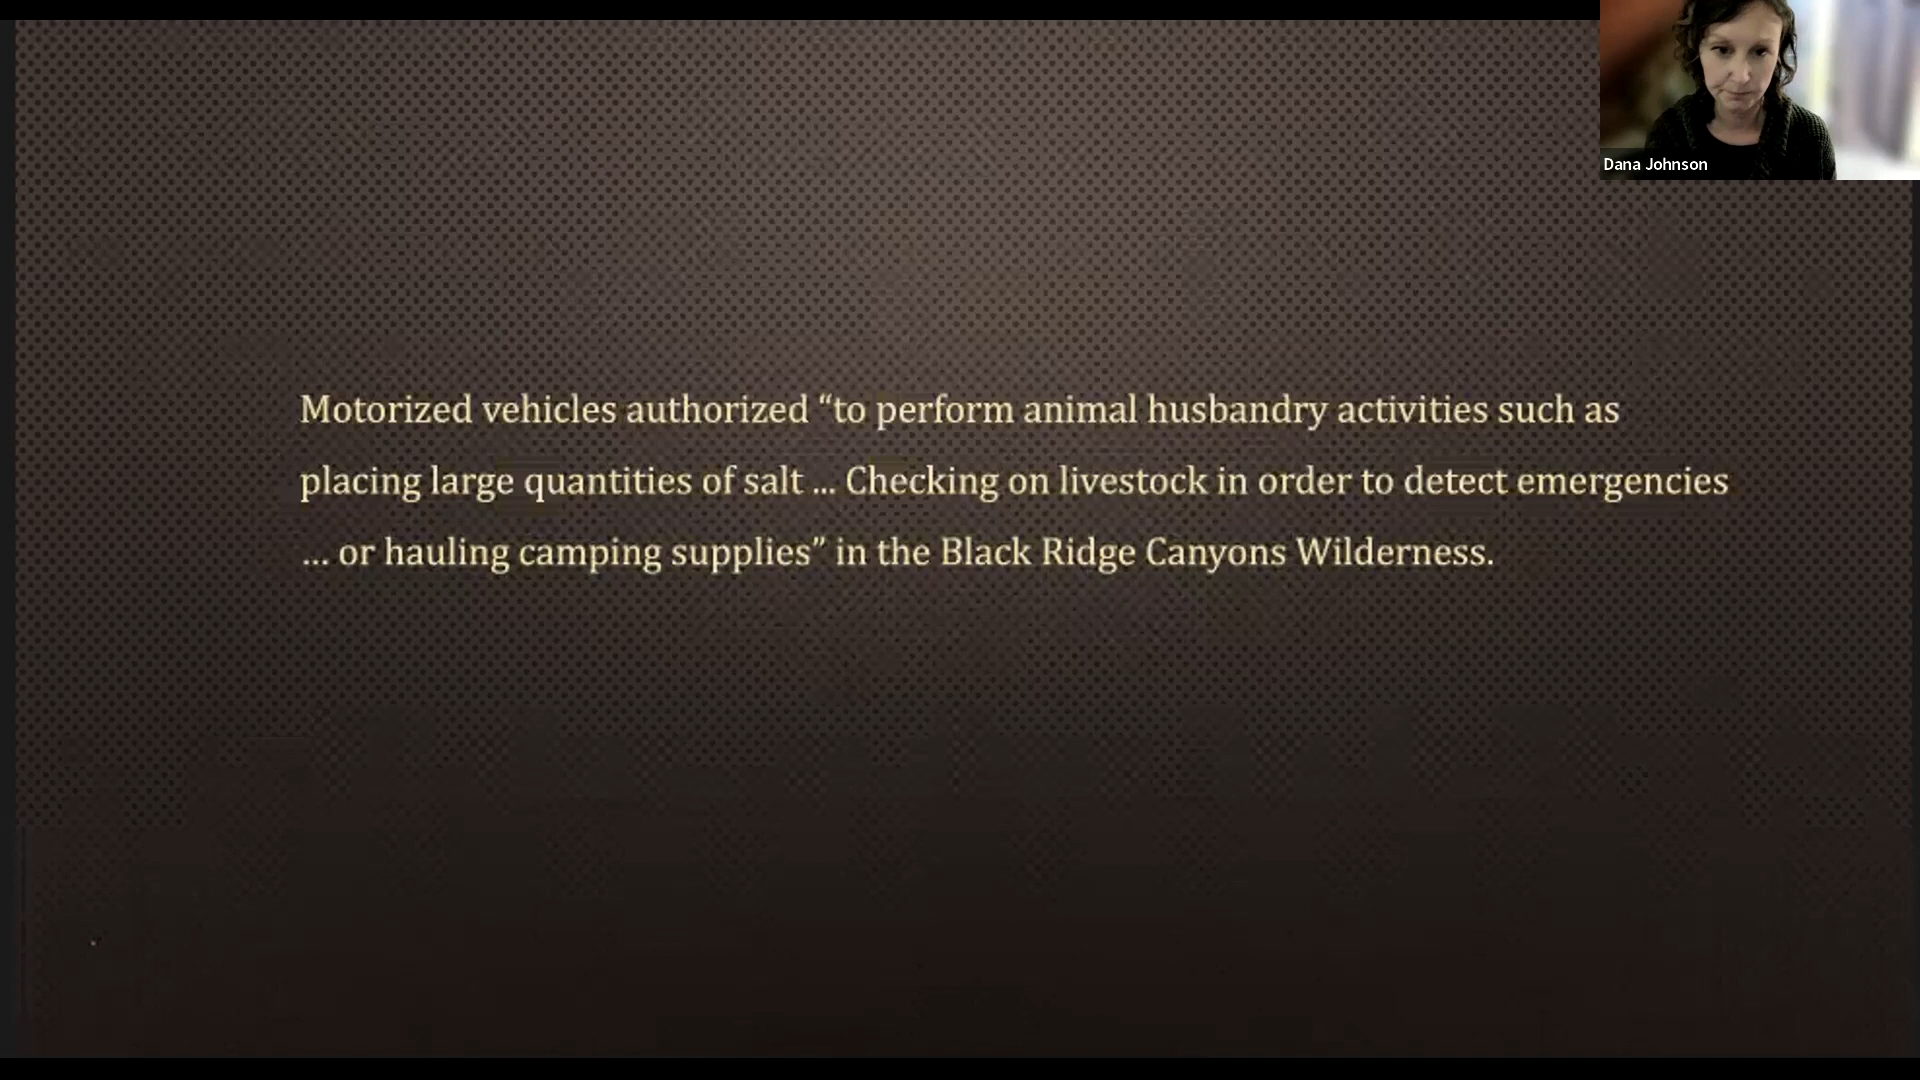 Dana Johnson
Motorized vehicles authorized “to perform animal husbandry activities such as
placing large quantities of salt ... Checking on livestock in order to detect emergencies
... or hauling camping supplies” in the Black Ridge Canyons Wilderness.